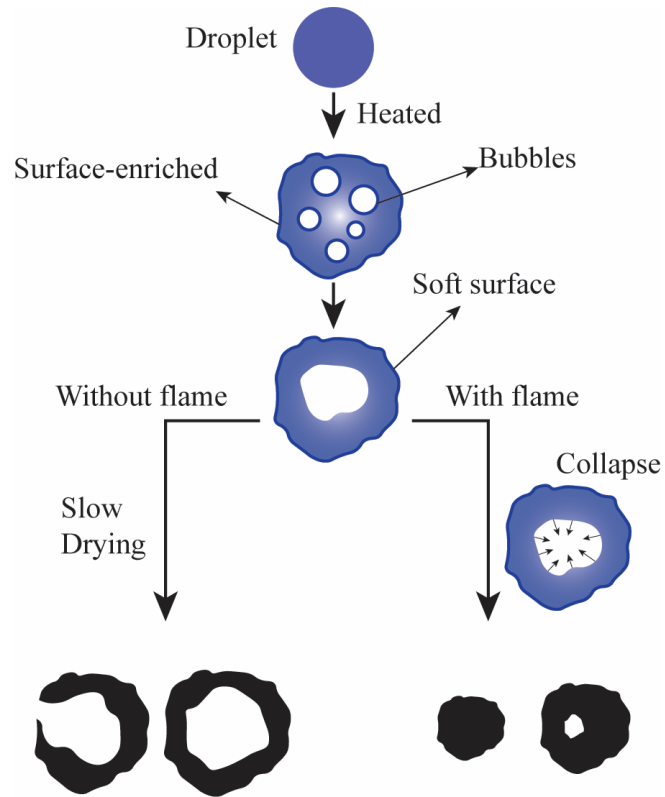 Droplet
Heated
Surface-enriched
Bubbles
Soft surface
Without flame
With flame
Collapse
Slow
Drying